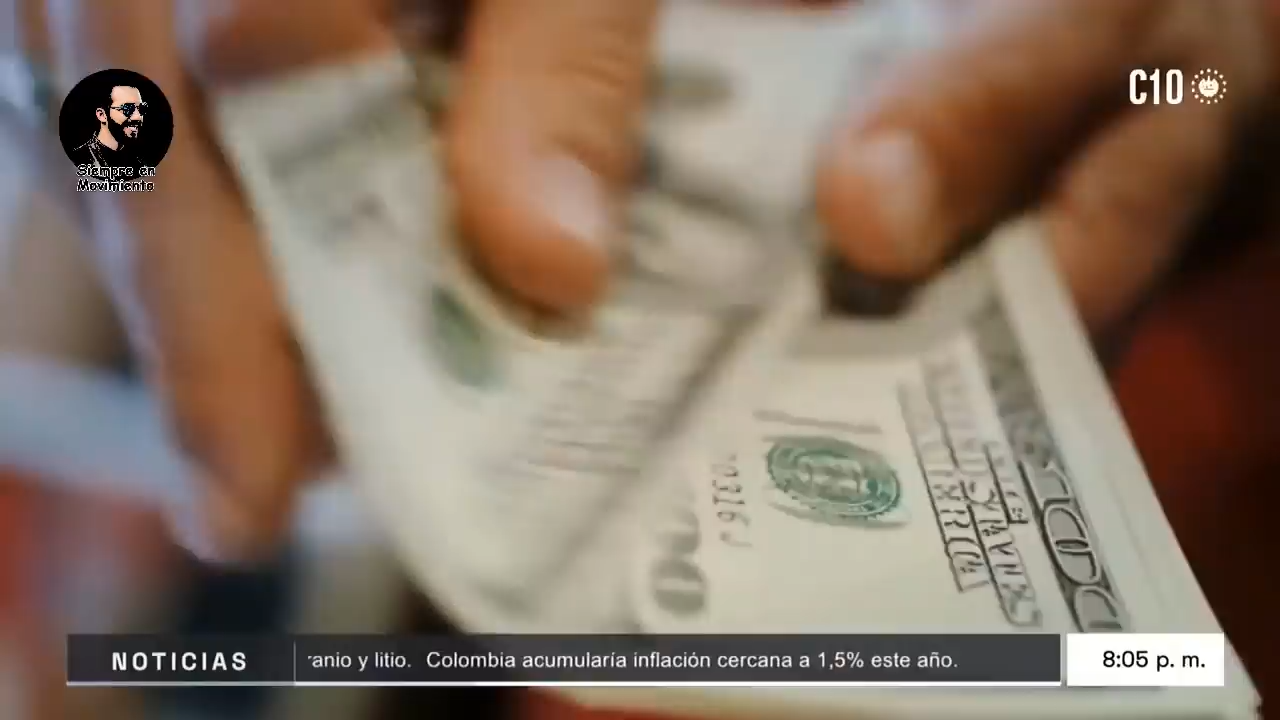 C10
Siempre en
Movimiento
NOTICIAS
ranio y litio. Colombia acumularía inflación cercana a 1,5% este año.
8:05 p. m.